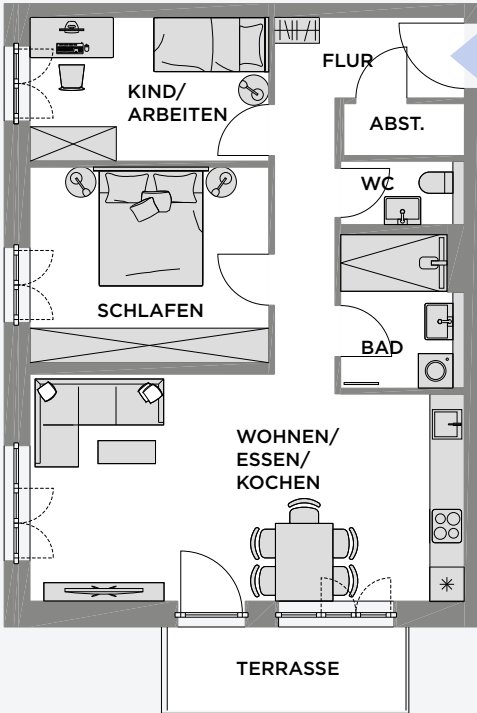 FLUR
KIND/
ARBEITEN
ABST.
WC
SCHLAFEN
BAD
WOHNEN/
ESSEN/
KOCHEN
TERRASSE